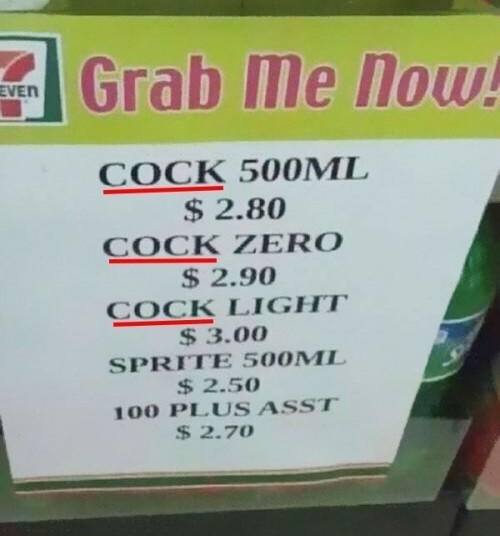 EVEn
Grab Me Now!
COCK 500ML
$ 2.80
COCK ZERO
$ 2.90
COCK LIGHT
$ 3.00
SPRITE 500ML
$ 2.50
100 PLUS ASST
$ 2.70